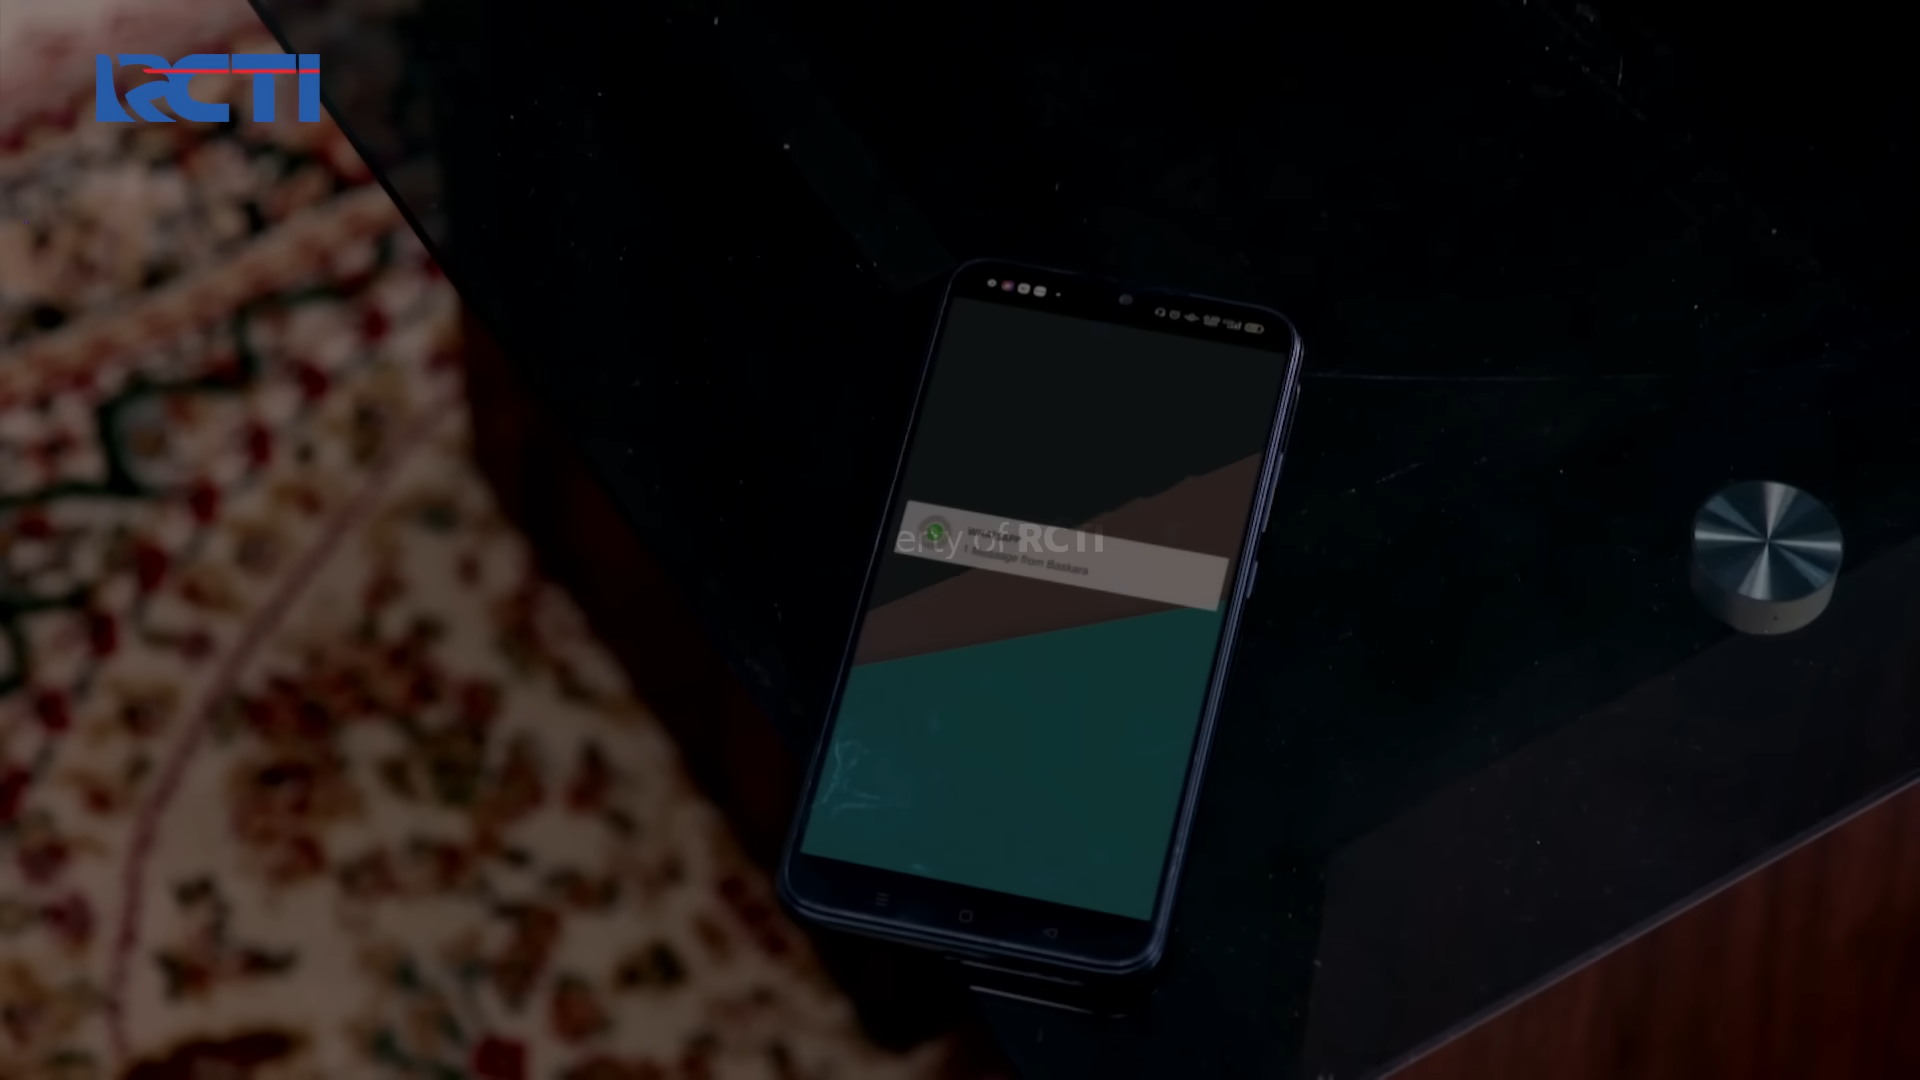 RCTI
WHATSAPP
erty of RCTI
1 Message from Baskara